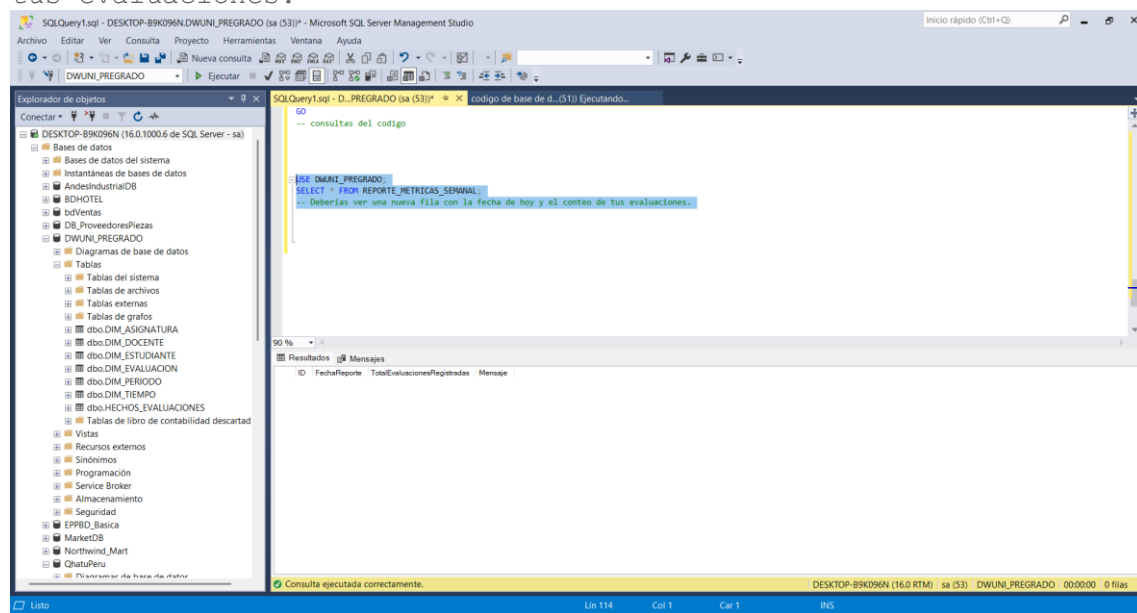 tus evaluaciones.
SQLQuery1.sql - DESKTOP-B9K096N.DWUNI_PREGRADO (sa (53))* - Microsoft SQL Server Management Studio
Inicio rápido (Ctrl+Q)
Archivo Editar Ver Consulta Proyecto Herramientas Ventana Ayuda
Nueva consulta
DWUNI_PREGRADO
Ejecutar
Explorador de objetos
Conectar
DESKTOP-B9K096N (16.0.1000.6 de SQL Server - sa)
Bases de datos
Bases de datos del sistema
Instantáneas de bases de datos
AndesIndustrialDB
BDHOTEL
bdVentas
DB_ProveedoresPiezas
DWUNI_PREGRADO
Diagramas de base de datos
Tablas
Tablas del sistema
Tablas de archivos
Tablas externas
Tablas de grafos
dbo.DIM_ASIGNATURA
dbo.DIM_DOCENTE
dbo.DIM_ESTUDIANTE
dbo.DIM_EVALUACION
dbo.DIM_PERIODO
dbo.DIM_TIEMPO
dbo.HECHOS_EVALUACIONES
Tablas de libro de contabilidad descartad
Vistas
Recursos externos
Sinónimos
Programación
Service Broker
Almacenamiento
Seguridad
EPPBD_Basica
MarketDB
Northwind_Mart
QhatuPeru
Diagramas de base de datos
SQLQuery1.sql - D...PREGRADO (sa (53))* codigo de base de d...(51)) Ejecutando...
GO
-- consultas del codigo
USE DWUNI_PREGRADO;
SELECT * FROM REPORTE_METRICAS_SEMANAL;
-- Deberías ver una nueva fila con la fecha de hoy y el conteo de tus evaluaciones.
90 %
Resultados Mensajes
ID FechaReporte TotalEvaluacionesRegistradas Mensaje
Consulta ejecutada correctamente.
DESKTOP-B9K096N (16.0 RTM) sa (53) DWUNI_PREGRADO 00:00:00 0 filas
Listo
Lín 114 Col 1 Car 1 INS